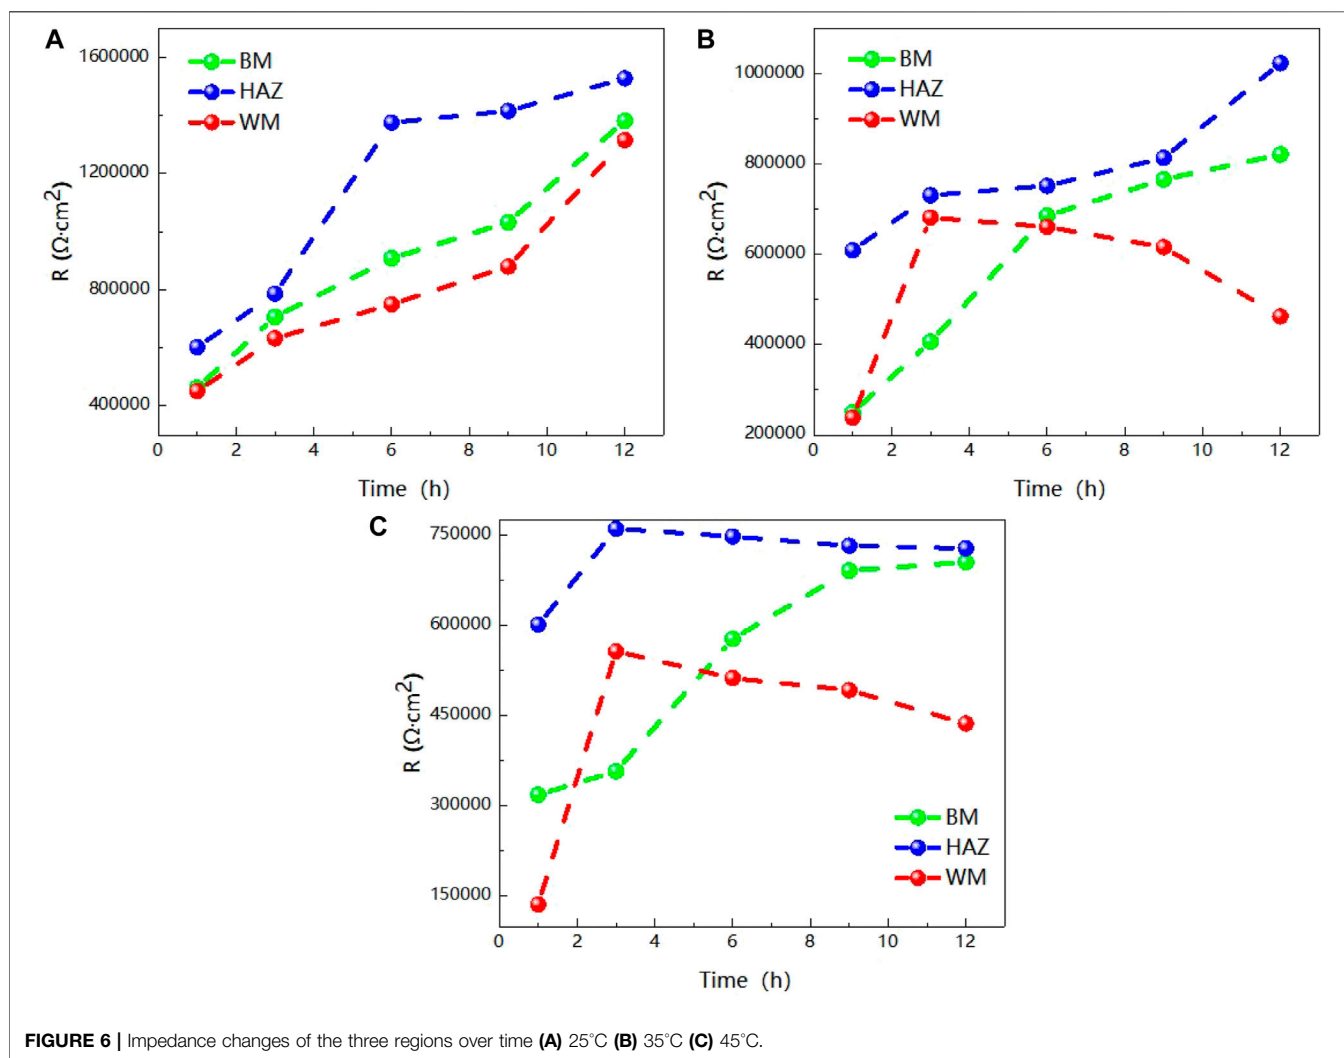 A
1600000
1200000
800000
400000
R (Ω·cm²)
BM
HAZ
WM
0 2 4 6 8 10 12
Time (h)
B
1000000
800000
600000
400000
200000
R (Ω·cm²)
BM
HAZ
WM
0 2 4 6 8 10 12
Time (h)
C
750000
600000
450000
300000
150000
R (Ω·cm²)
BM
HAZ
WM
0 2 4 6 8 10 12
Time (h)
FIGURE 6 | Impedance changes of the three regions over time (A) 25°C (B) 35°C (C) 45°C.